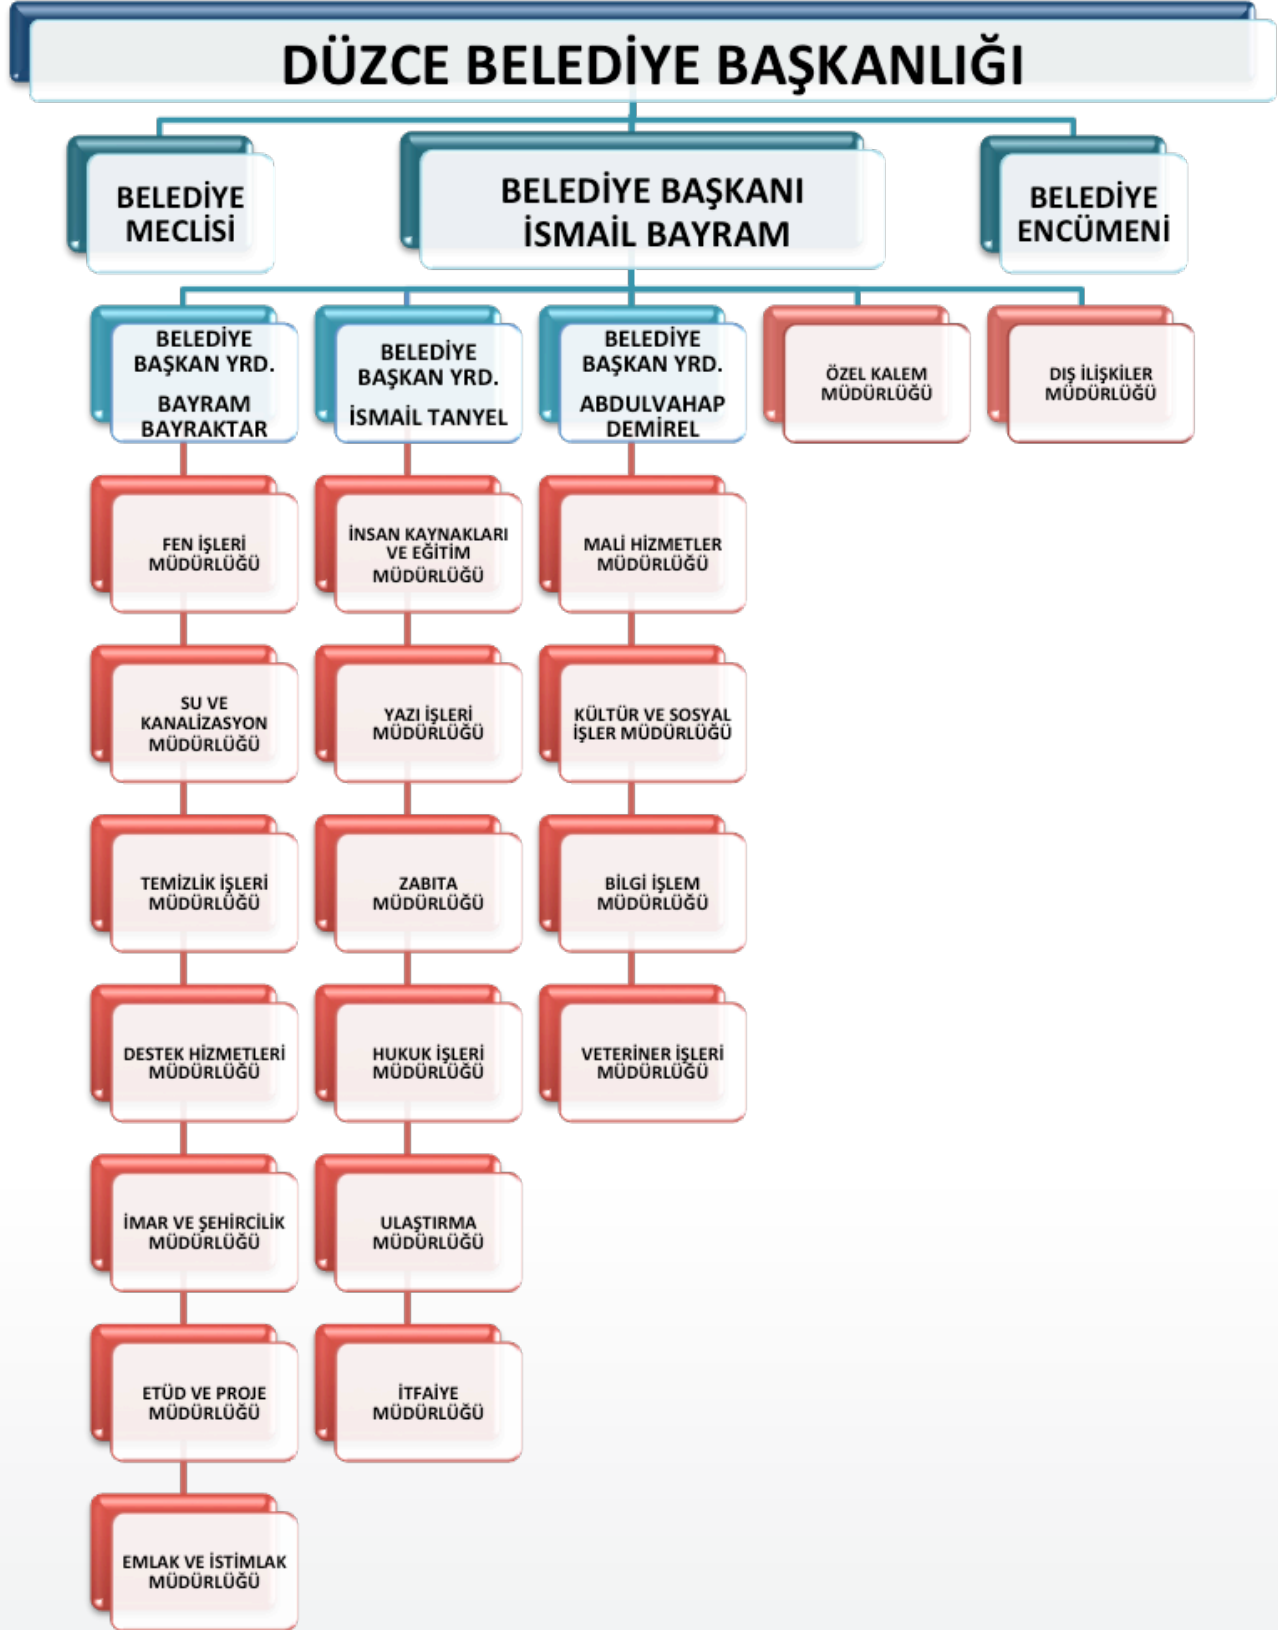 DÜZCE BELEDİYE BAŞKANLIĞI
BELEDİYE
MECLİSİ
BELEDİYE BAŞKANI
İSMAİL BAYRAM
BELEDİYE
ENCÜMENİ
BELEDİYE
BAŞKAN YRD.
BAYRAM
BAYRAKTAR
BELEDİYE
BAŞKAN YRD.
İSMAİL TANYEL
BELEDİYE
BAŞKAN YRD.
ABDULVAHAP
DEMİREL
ÖZEL KALEM
MÜDÜRLÜĞÜ
DIŞ İLİŞKİLER
MÜDÜRLÜĞÜ
FEN İŞLERİ
MÜDÜRLÜĞÜ
SU VE
KANALİZASYON
MÜDÜRLÜĞÜ
TEMİZLİK İŞLERİ
MÜDÜRLÜĞÜ
DESTEK HİZMETLERİ
MÜDÜRLÜĞÜ
İMAR VE ŞEHİRCİLİK
MÜDÜRLÜĞÜ
ETÜD VE PROJE
MÜDÜRLÜĞÜ
EMLAK VE İSTİMLAK
MÜDÜRLÜĞÜ
İNSAN KAYNAKLARI
VE EĞİTİM
MÜDÜRLÜĞÜ
YAZI İŞLERİ
MÜDÜRLÜĞÜ
ZABITA
MÜDÜRLÜĞÜ
HUKUK İŞLERİ
MÜDÜRLÜĞÜ
ULAŞTIRMA
MÜDÜRLÜĞÜ
İTFAİYE
MÜDÜRLÜĞÜ
MALİ HİZMETLER
MÜDÜRLÜĞÜ
KÜLTÜR VE SOSYAL
İŞLER MÜDÜRLÜĞÜ
BİLGİ İŞLEM
MÜDÜRLÜĞÜ
VETERİNER İŞLERİ
MÜDÜRLÜĞÜ